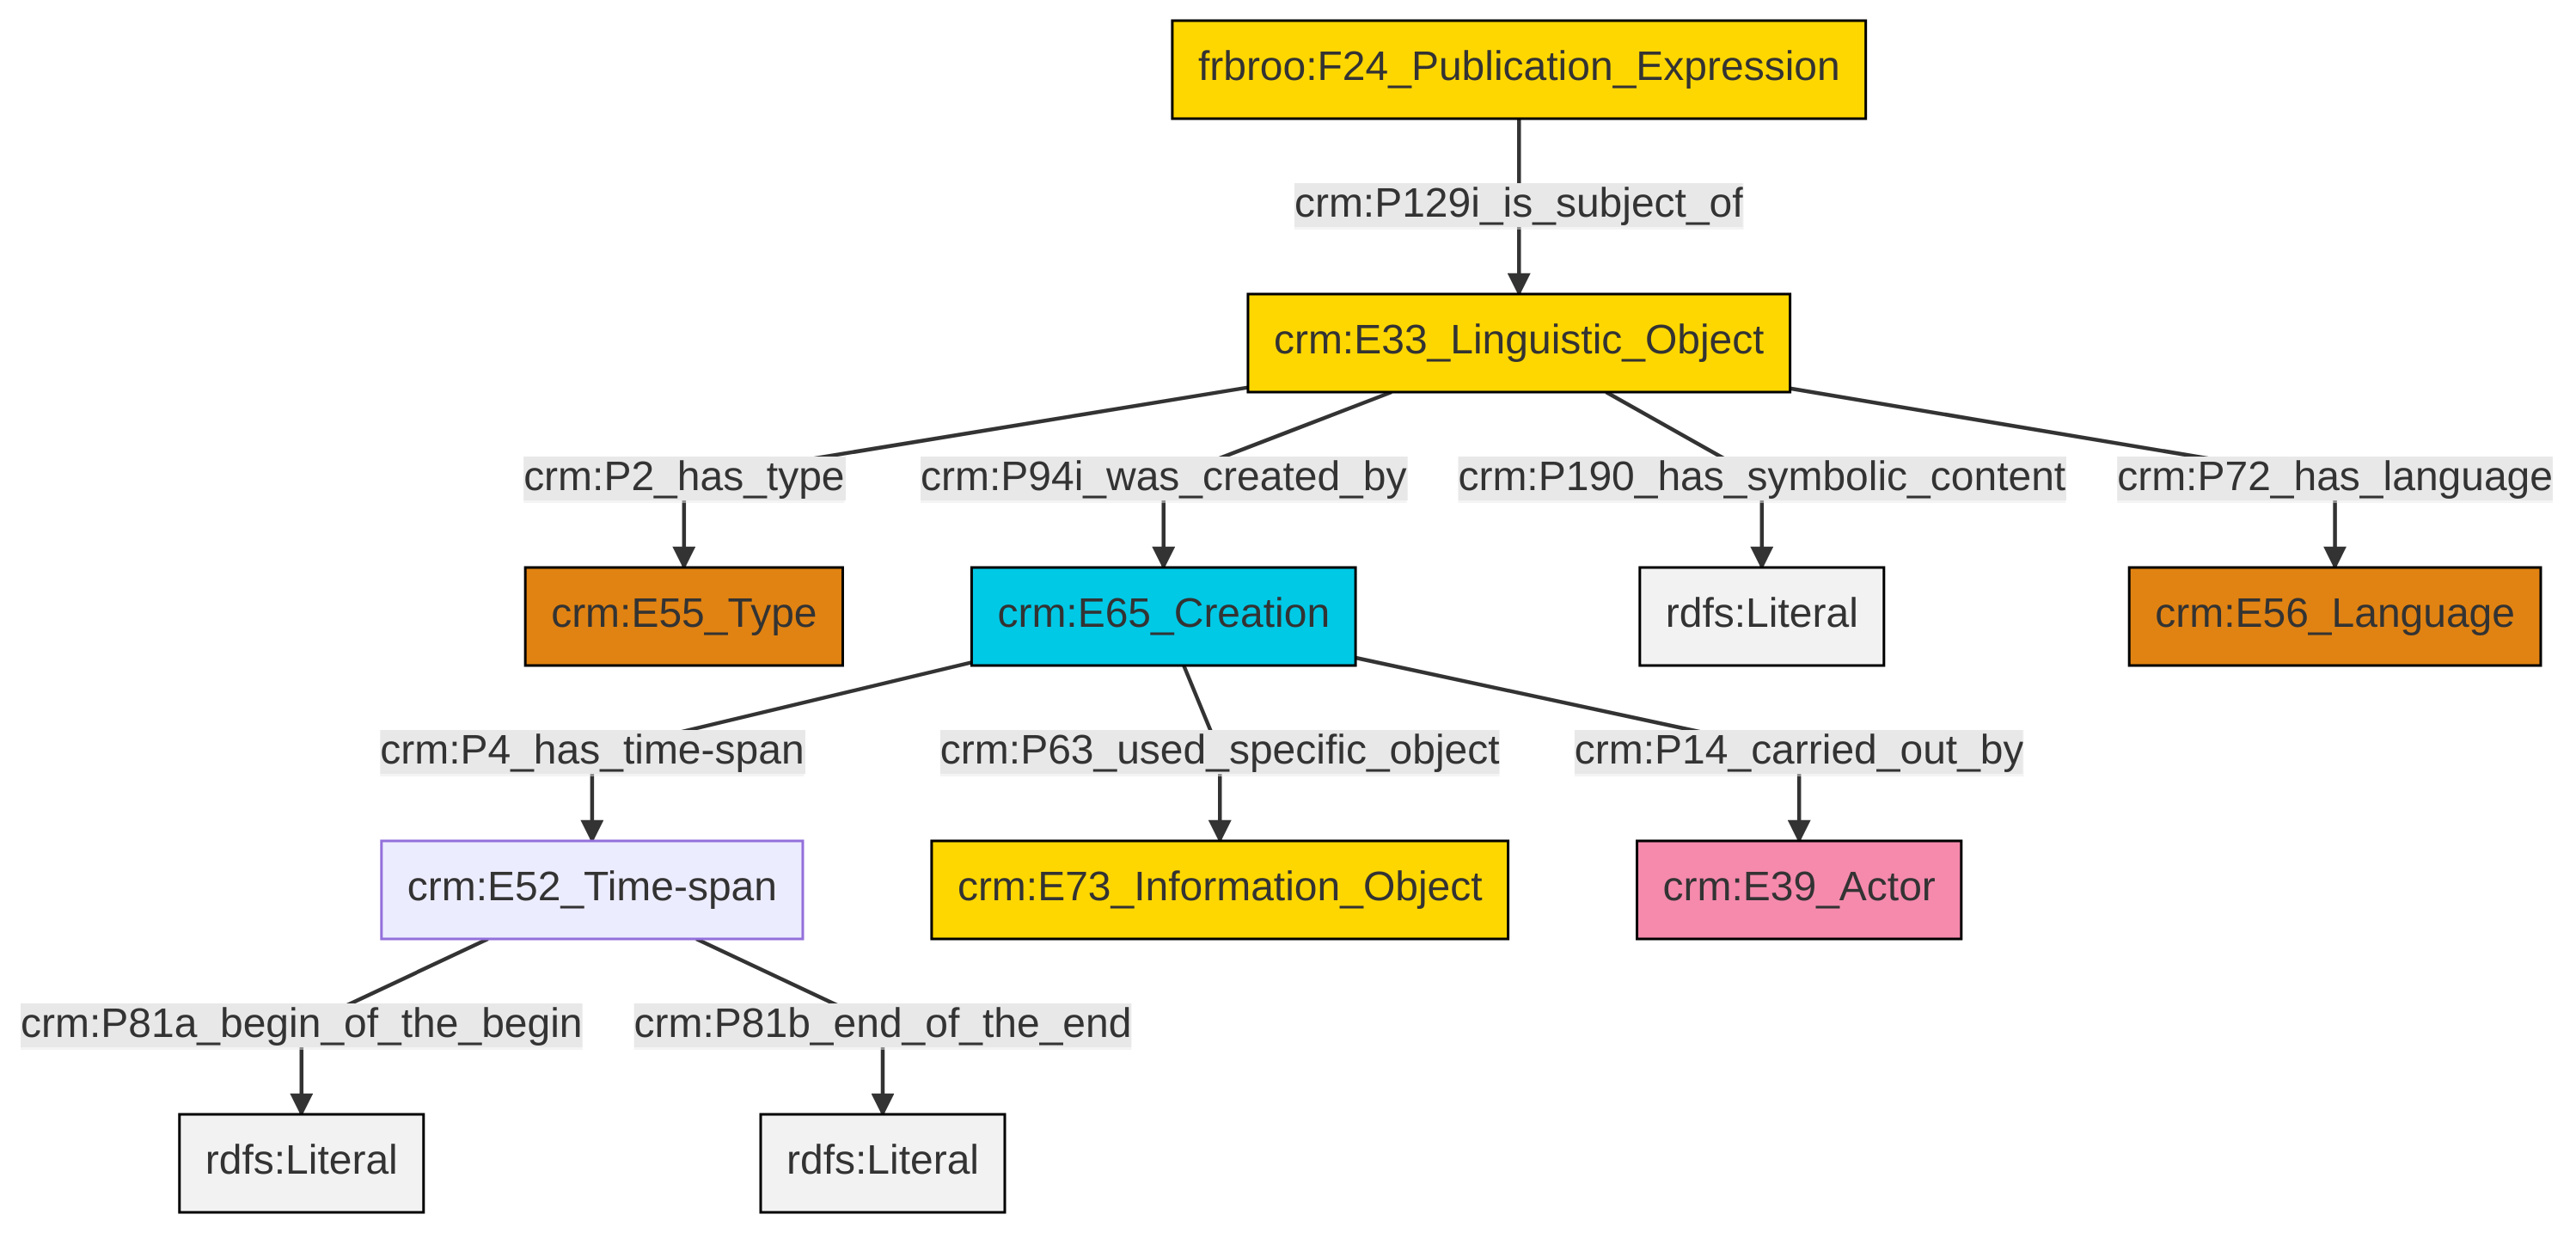 frbroo:F24_Publication_Expression
crm:P129i_is_subject_of
crm:E33_Linguistic_Object
crm:P2_has_type
crm:P94i_was_created_by
crm:P190_has_symbolic_content
crm:P72_has_language
crm:E55_Type
crm:E65_Creation
rdfs:Literal
crm:E56_Language
crm:P4_has_time-span
crm:P63_used_specific_object
crm:P14_carried_out_by
crm:E52_Time-span
crm:E73_Information_Object
crm:E39_Actor
crm:P81a_begin_of_the_begin
crm:P81b_end_of_the_end
rdfs:Literal
rdfs:Literal